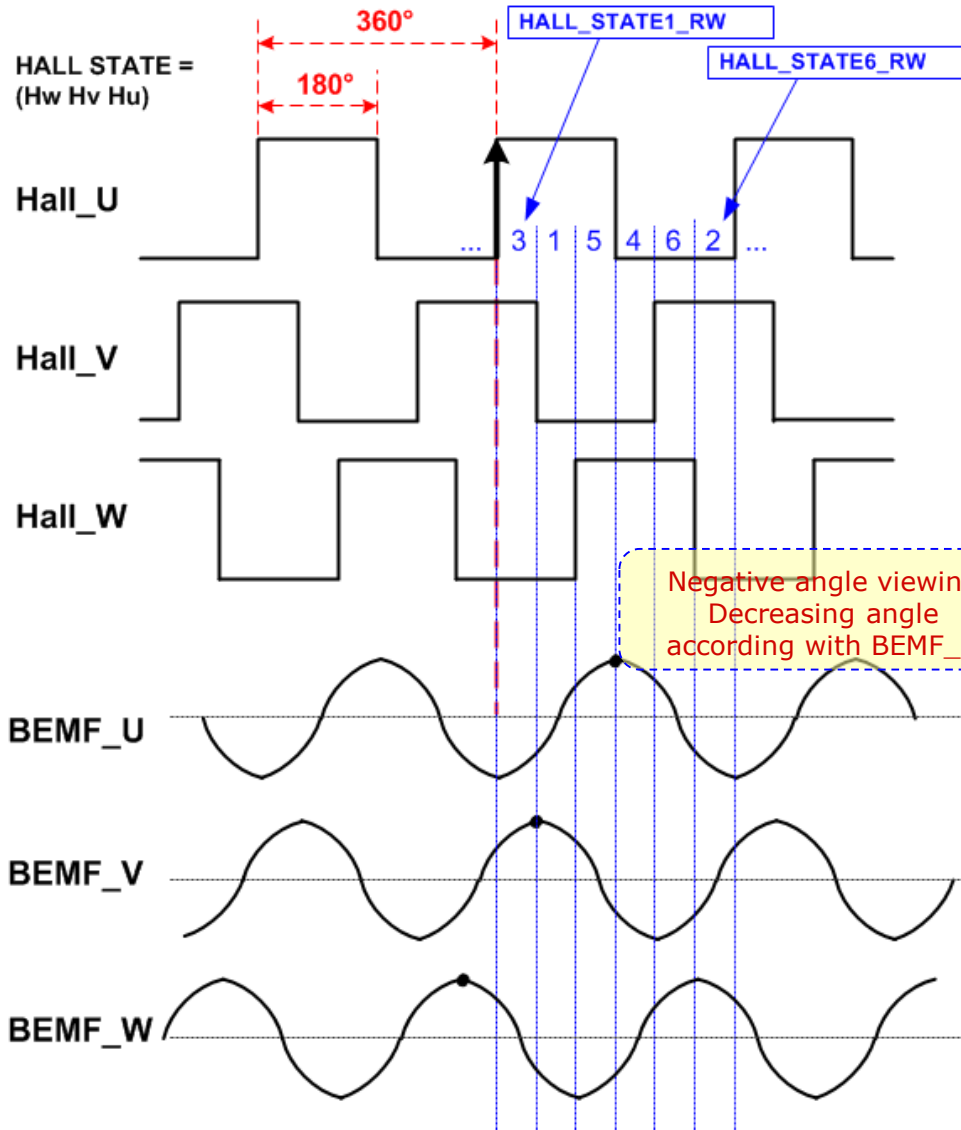 360°
HALL_STATE1_RW
HALL STATE =
(Hw Hv Hu)
180°
HALL_STATE6_RW
Hall_U
... 3 1 5 4 6 2 ...
Hall_V
Hall_W
Negative angle viewin
Decreasing angle
according with BEMF_
BEMF_U
BEMF_V
BEMF_W